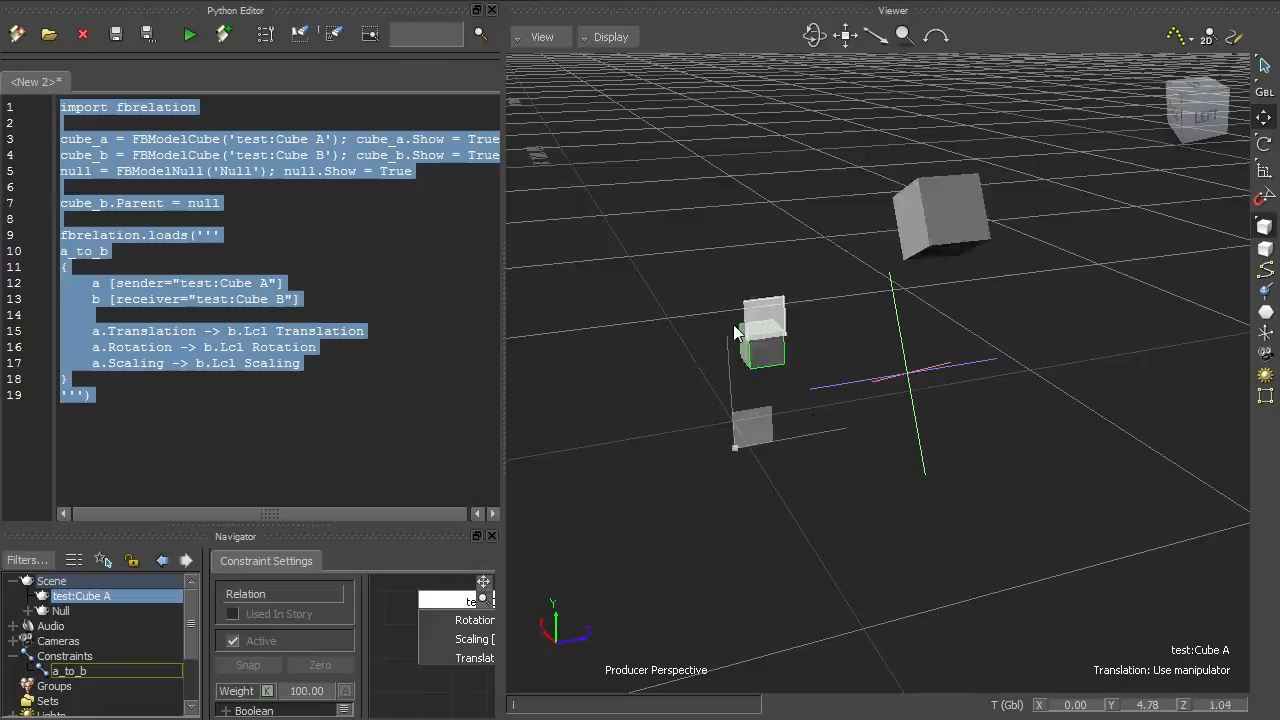 Python Editor
Viewer
View
Display
<New 2>*
1 import fbrelation
2
3 cube_a = FBModelCube('test:Cube A'); cube_a.Show = True
4 cube_b = FBModelCube('test:Cube B'); cube_b.Show = True
5 null = FBModelNull('Null'); null.Show = True
6
7 cube_b.Parent = null
8
9 fbrelation.loads('''
10 a_to_b
11 {
12 a [sender="test:Cube A"]
13 b [receiver="test:Cube B"]
14
15 a.Translation -> b.Lcl Translation
16 a.Rotation -> b.Lcl Rotation
17 a.Scaling -> b.Lcl Scaling
18 }
19 ''')
2D
GBL
LEFT
Navigator
Filters...
Scene
test:Cube A
Null
Audio
Cameras
Constraints
a_to_b
Groups
Sets
Lights
Constraint Settings
Relation
Used In Story
Active
Snap
Zero
Weight
K
100.00
A
Boolean
te
Rotation
Scaling [
Translat
Y
Z
Producer Perspective
test:Cube A
Translation: Use manipulator
T (Gbl) X 0.00 Y 4.78 Z 1.04